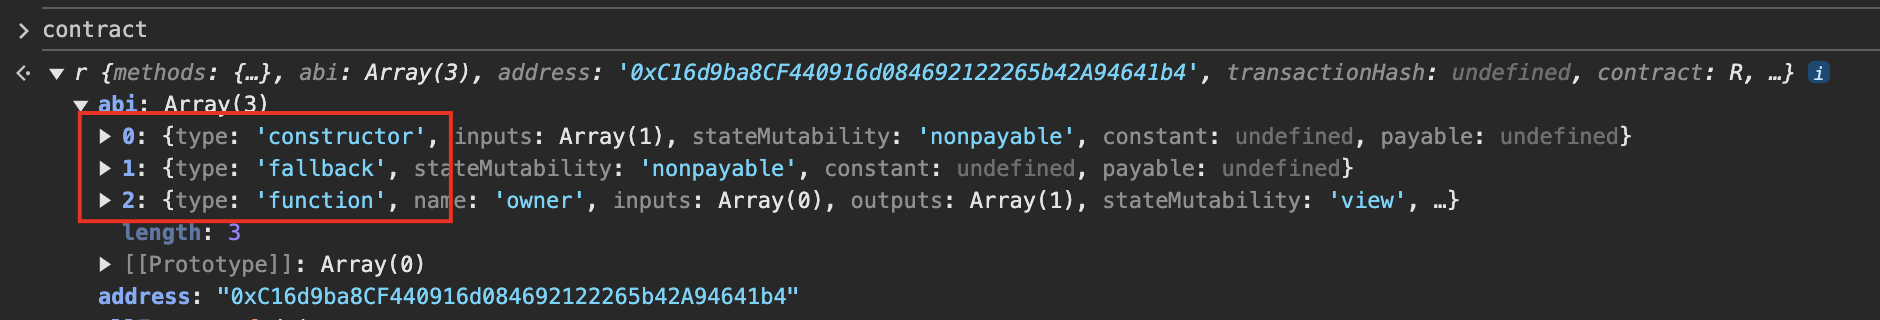 contract
r {methods: {…}, abi: Array(3), address: '0xC16d9ba8CF440916d084692122265b42A94641b4', transactionHash: undefined, contract: R, …} i
abi: Array(3)
0: {type: 'constructor', inputs: Array(1), stateMutability: 'nonpayable', constant: undefined, payable: undefined}
1: {type: 'fallback', stateMutability: 'nonpayable', constant: undefined, payable: undefined}
2: {type: 'function', name: 'owner', inputs: Array(0), outputs: Array(1), stateMutability: 'view', …}
length: 3
[[Prototype]]: Array(0)
address: "0xC16d9ba8CF440916d084692122265b42A94641b4"